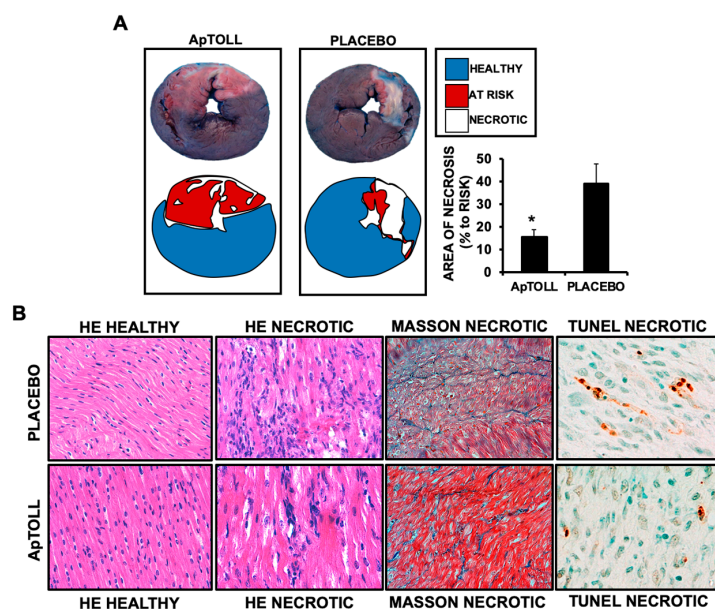 A
ApTOLL
PLACEBO
HEALTHY
AT RISK
NECROTIC
AREA OF NECROSIS
(% to RISK)
50
40
30
20
10
0
*
ApTOLL PLACEBO
B
HE HEALTHY HE NECROTIC MASSON NECROTIC TUNEL NECROTIC
PLACEBO
ApTOLL
HE HEALTHY HE NECROTIC MASSON NECROTIC TUNEL NECROTIC